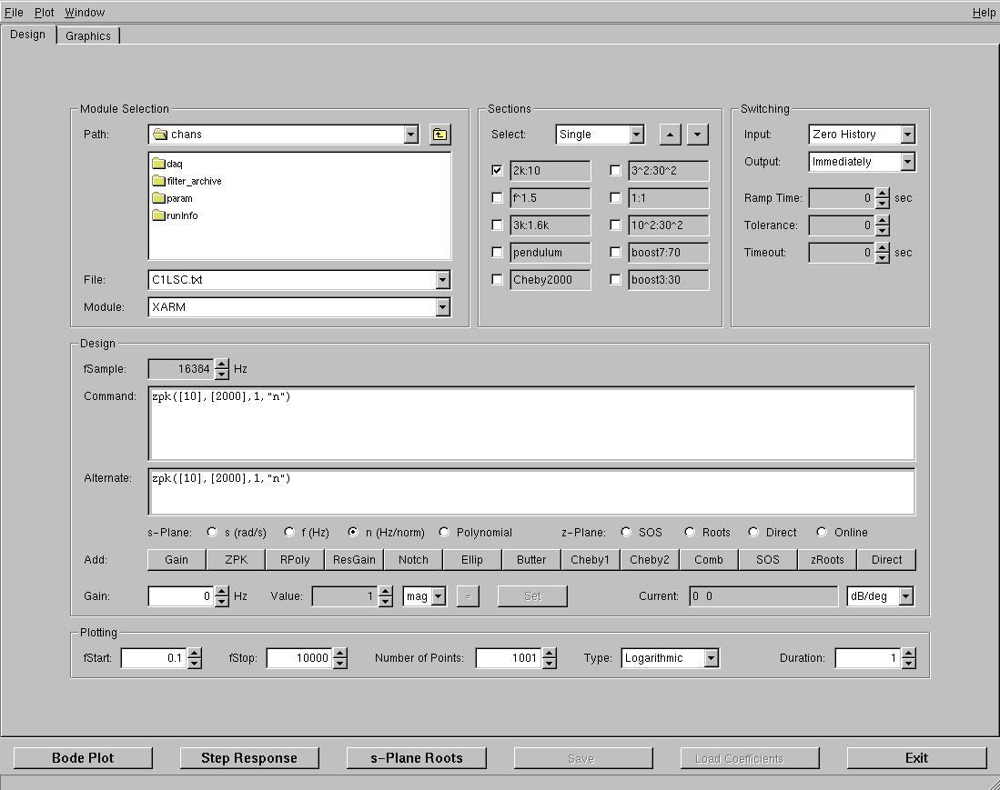 File Plot Window Help
Design Graphics
Module Selection Sections Switching
Path: chans Select: Single Input: Zero History
daq
filter_archive
param
runInfo
Output: Immediately
2k:10 3^2:30^2
f^1.5 1:1
3k:1.6k 10^2:30^2
pendulum boost7:70
Cheby2000 boost3:30
Ramp Time: 0 sec
Tolerance: 0
Timeout: 0 sec
File: C1LSC.txt
Module: XARM
Design
fSample: 16384 Hz
Command: zpk([10],[2000],1,"n")
Alternate: zpk([10],[2000],1,"n")
s-Plane: s (rad/s) f (Hz) n (Hz/norm) Polynomial z-Plane: SOS Roots Direct Online
Add: Gain ZPK RPoly ResGain Notch Ellip Butter Cheby1 Cheby2 Comb SOS zRoots Direct
Gain: 0 Hz Value: 1 mag = Set Current: 0 0 dB/deg
Plotting
fStart: 0.1 fStop: 10000 Number of Points: 1001 Type: Logarithmic Duration: 1
Bode Plot Step Response s-Plane Roots Save Load Coefficients Exit